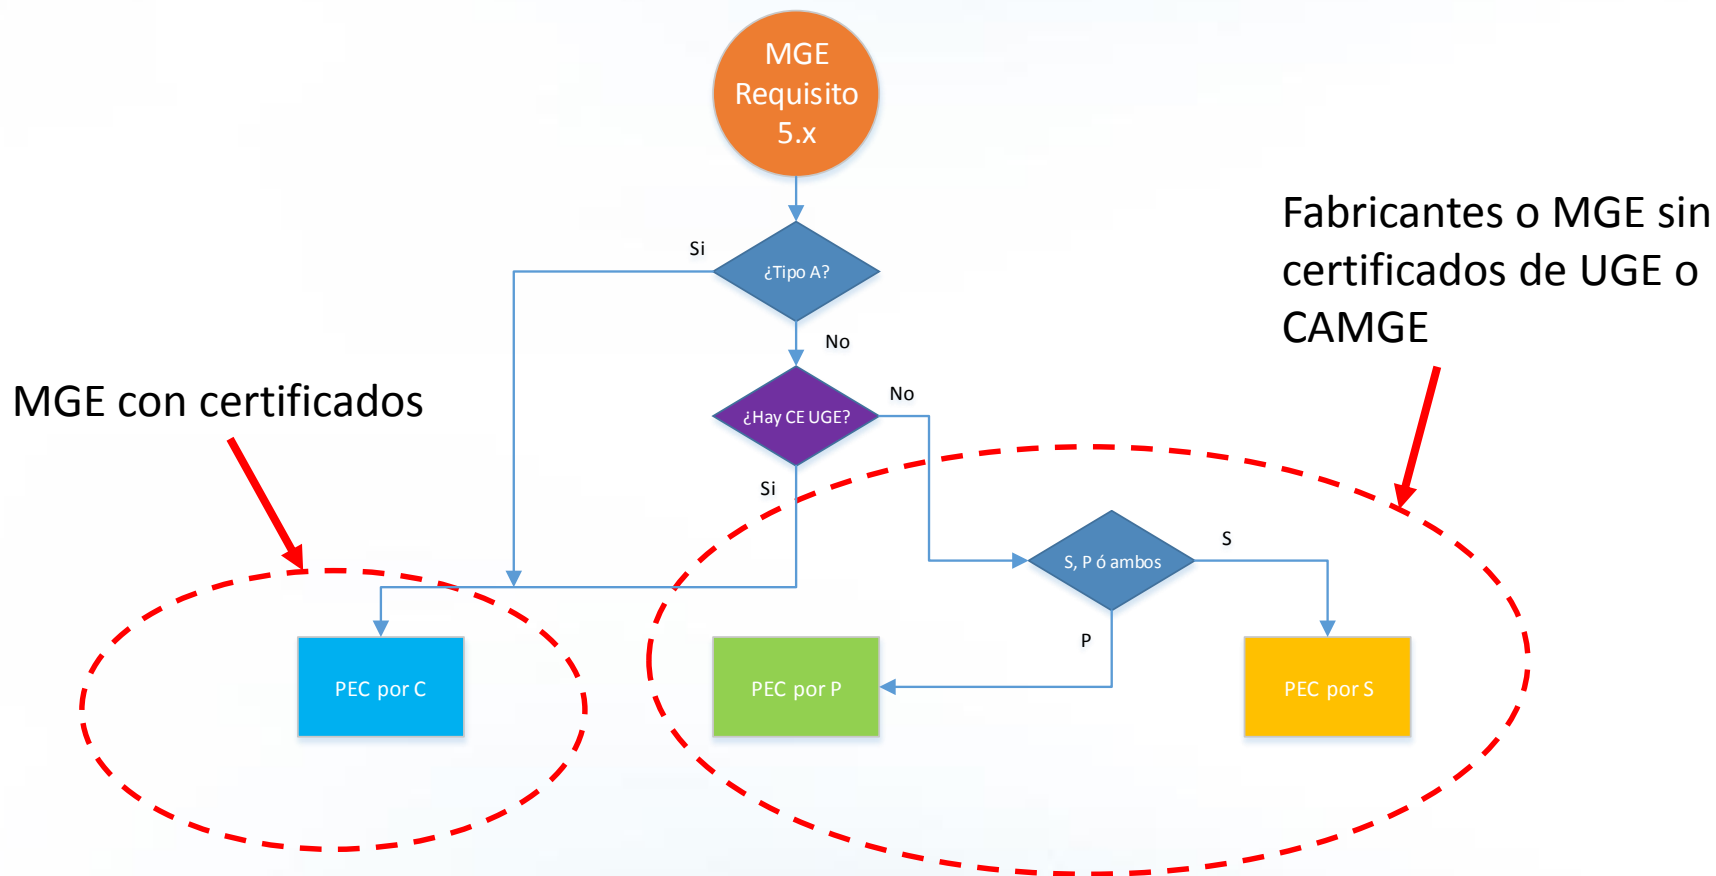 MGE
Requisito
5.x
Si
¿Tipo A?
No
Fabricantes o MGE sin
certificados de UGE o
CAMGE
MGE con certificados
¿Hay CE UGE?
No
Si
S, P ó ambos
S
P
PEC por C
PEC por P
PEC por S